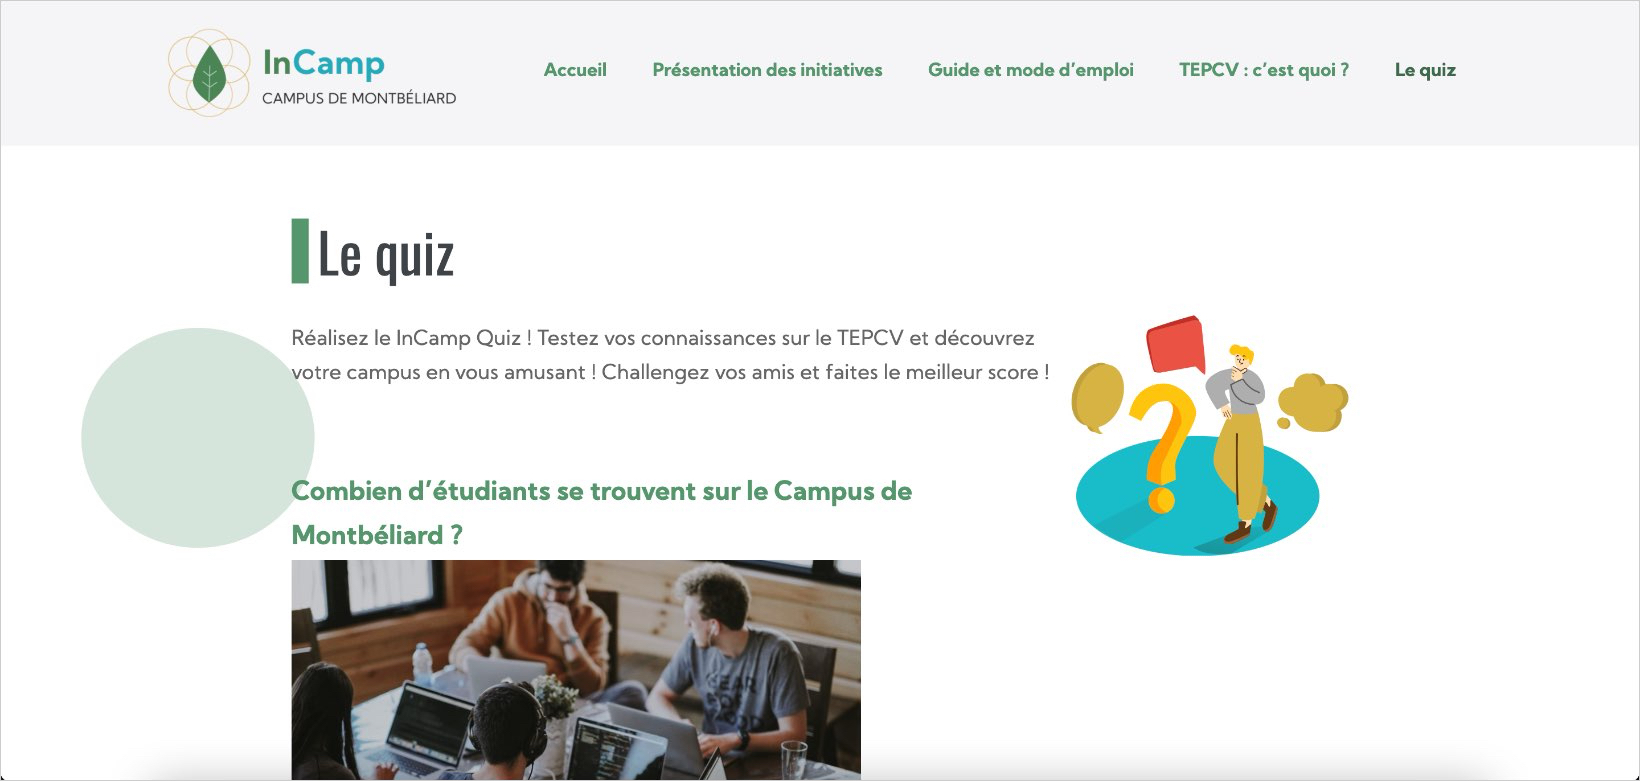 InCamp
CAMPUS DE MONTBÉLIARD
Accueil
Présentation des initiatives
Guide et mode d’emploi
TEPCV : c’est quoi ?
Le quiz
Le quiz
Réalisez le InCamp Quiz ! Testez vos connaissances sur le TEPCV et découvrez
votre campus en vous amusant ! Challengez vos amis et faites le meilleur score !
?
Combien d’étudiants se trouvent sur le Campus de
Montbéliard ?